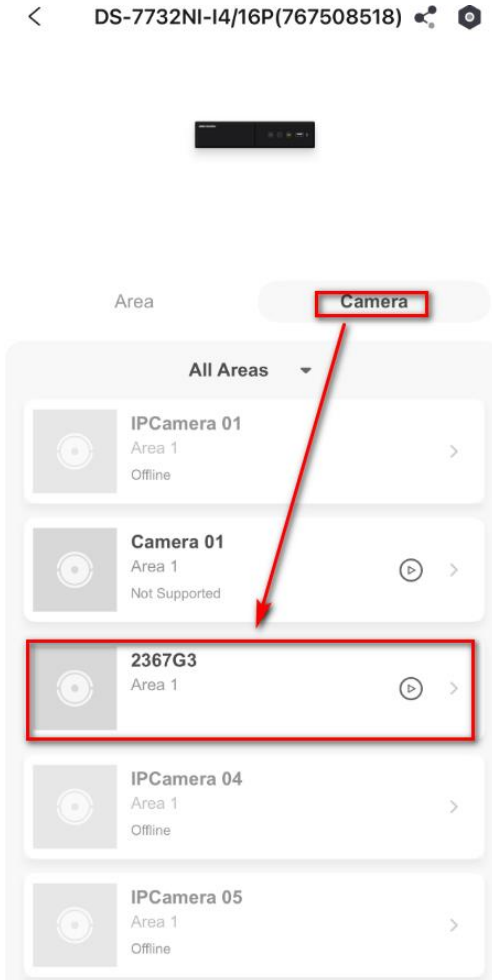 DS-7732NI-I4/16P(767508518)
Area
Camera
All Areas
IPCamera 01
Area 1
Offline
Camera 01
Area 1
Not Supported
2367G3
Area 1
IPCamera 04
Area 1
Offline
IPCamera 05
Area 1
Offline